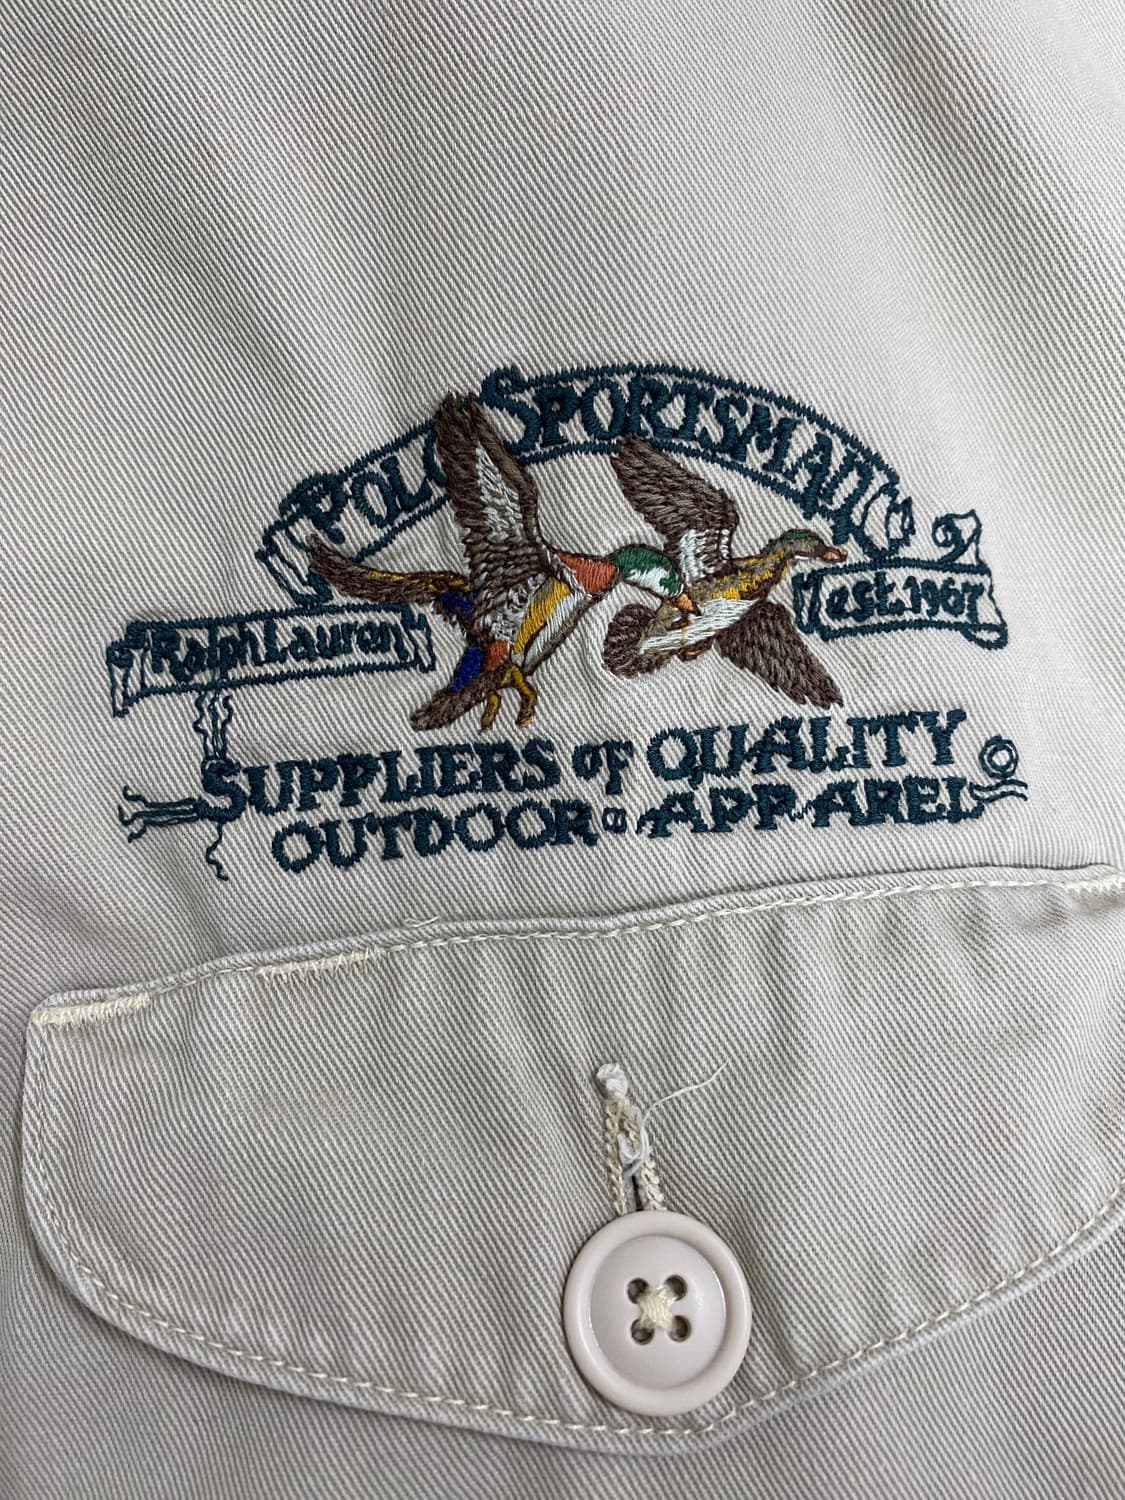 POLO SPORTSMAN
Ralph Lauren
est.1967
SUPPLIERS OF QUALITY
OUTDOOR APPAREL